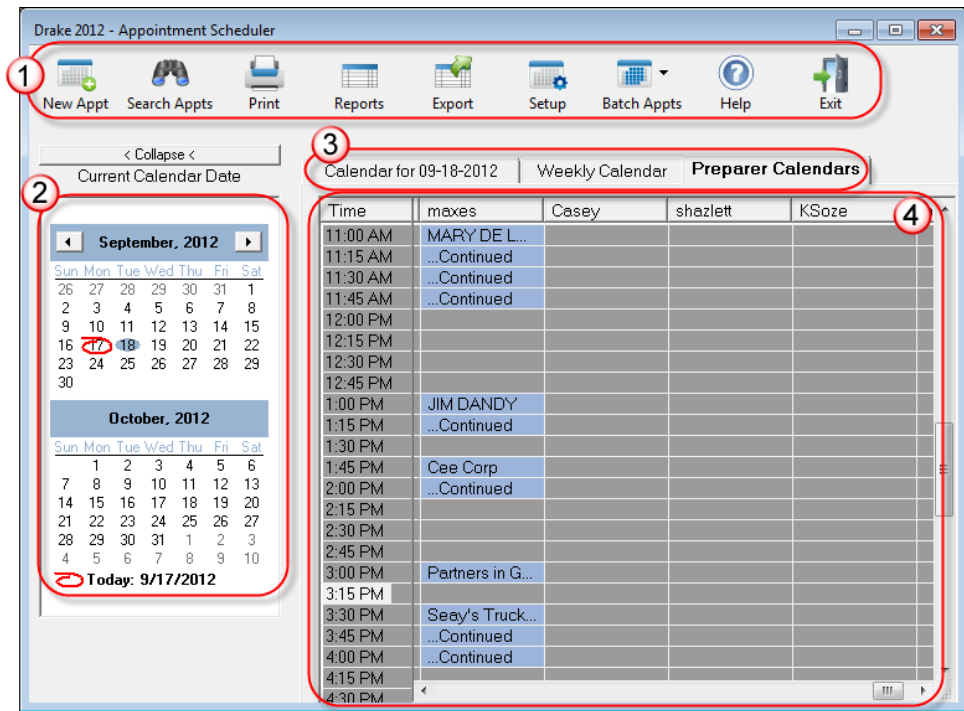 Drake 2012 - Appointment Scheduler
1
New Appt Search Appts Print Reports Export Setup Batch Appts Help Exit
< Collapse <
Current Calendar Date
2
September, 2012
Sun Mon Tue Wed Thu Fri Sat
26 27 28 29 30 31 1
2 3 4 5 6 7 8
9 10 11 12 13 14 15
16 17 18 19 20 21 22
23 24 25 26 27 28 29
30
October, 2012
Sun Mon Tue Wed Thu Fri Sat
1 2 3 4 5 6
7 8 9 10 11 12 13
14 15 16 17 18 19 20
21 22 23 24 25 26 27
28 29 30 31 1 2 3
4 5 6 7 8 9 10
Today: 9/17/2012
3
Calendar for 09-18-2012 Weekly Calendar Preparer Calendars
4
Time maxes Casey shazlett KSoze
11:00 AM MARY DE L...
11:15 AM ...Continued
11:30 AM ...Continued
11:45 AM ...Continued
12:00 PM
12:15 PM
12:30 PM
12:45 PM
1:00 PM JIM DANDY
1:15 PM ...Continued
1:30 PM
1:45 PM Cee Corp
2:00 PM ...Continued
2:15 PM
2:30 PM
2:45 PM
3:00 PM Partners in G...
3:15 PM
3:30 PM Seay's Truck...
3:45 PM ...Continued
4:00 PM ...Continued
4:15 PM
4:30 PM